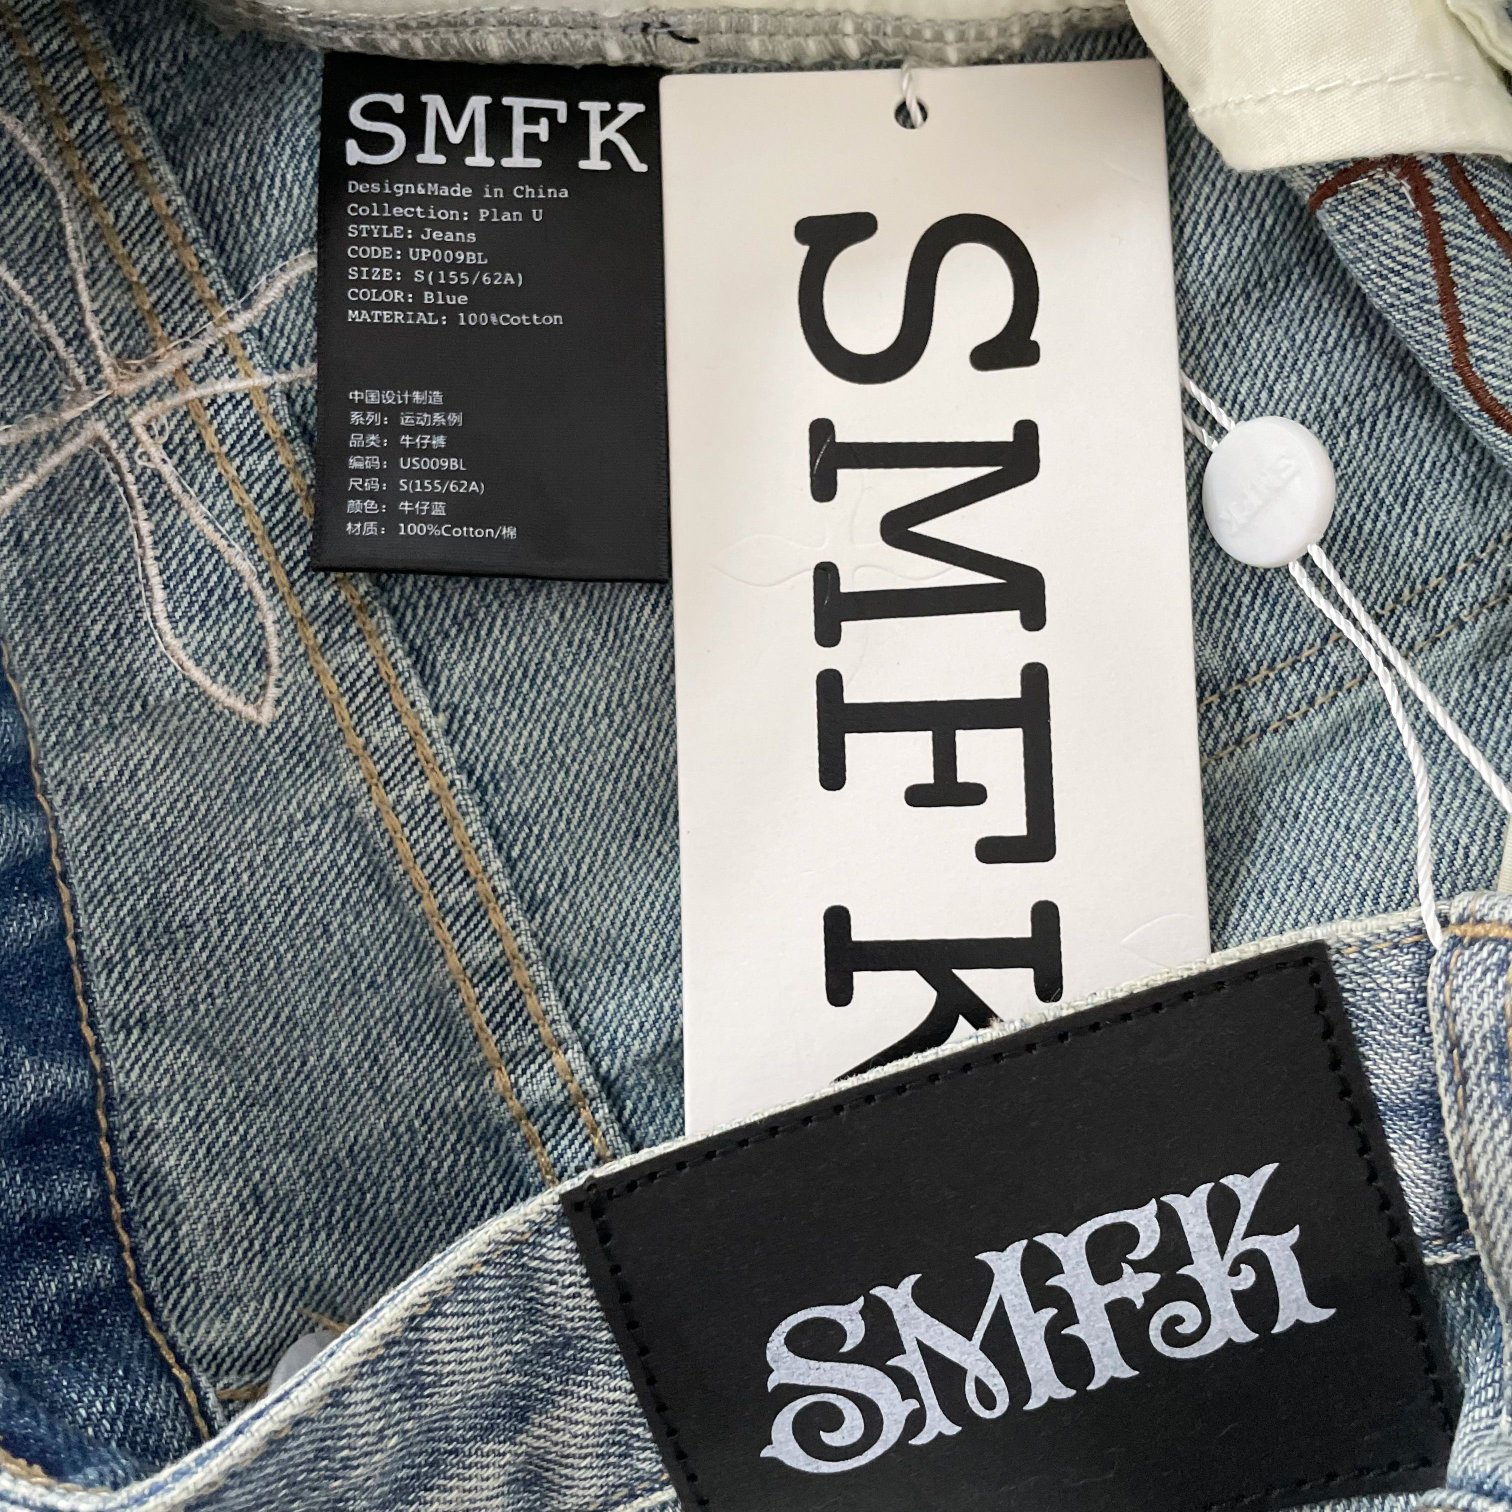 SMFK
Design&Made in China
Collection: Plan U
STYLE: Jeans
CODE: UP009BL
SIZE: S(155/62A)
COLOR: Blue
MATERIAL: 100%Cotton
中国设计制造
系列: 运动系例
品类: 牛仔裤
编码: US009BL
尺码: S(155/62A)
颜色: 牛仔蓝
材质: 100%Cotton/棉
SMFK
SMFK
SMFK